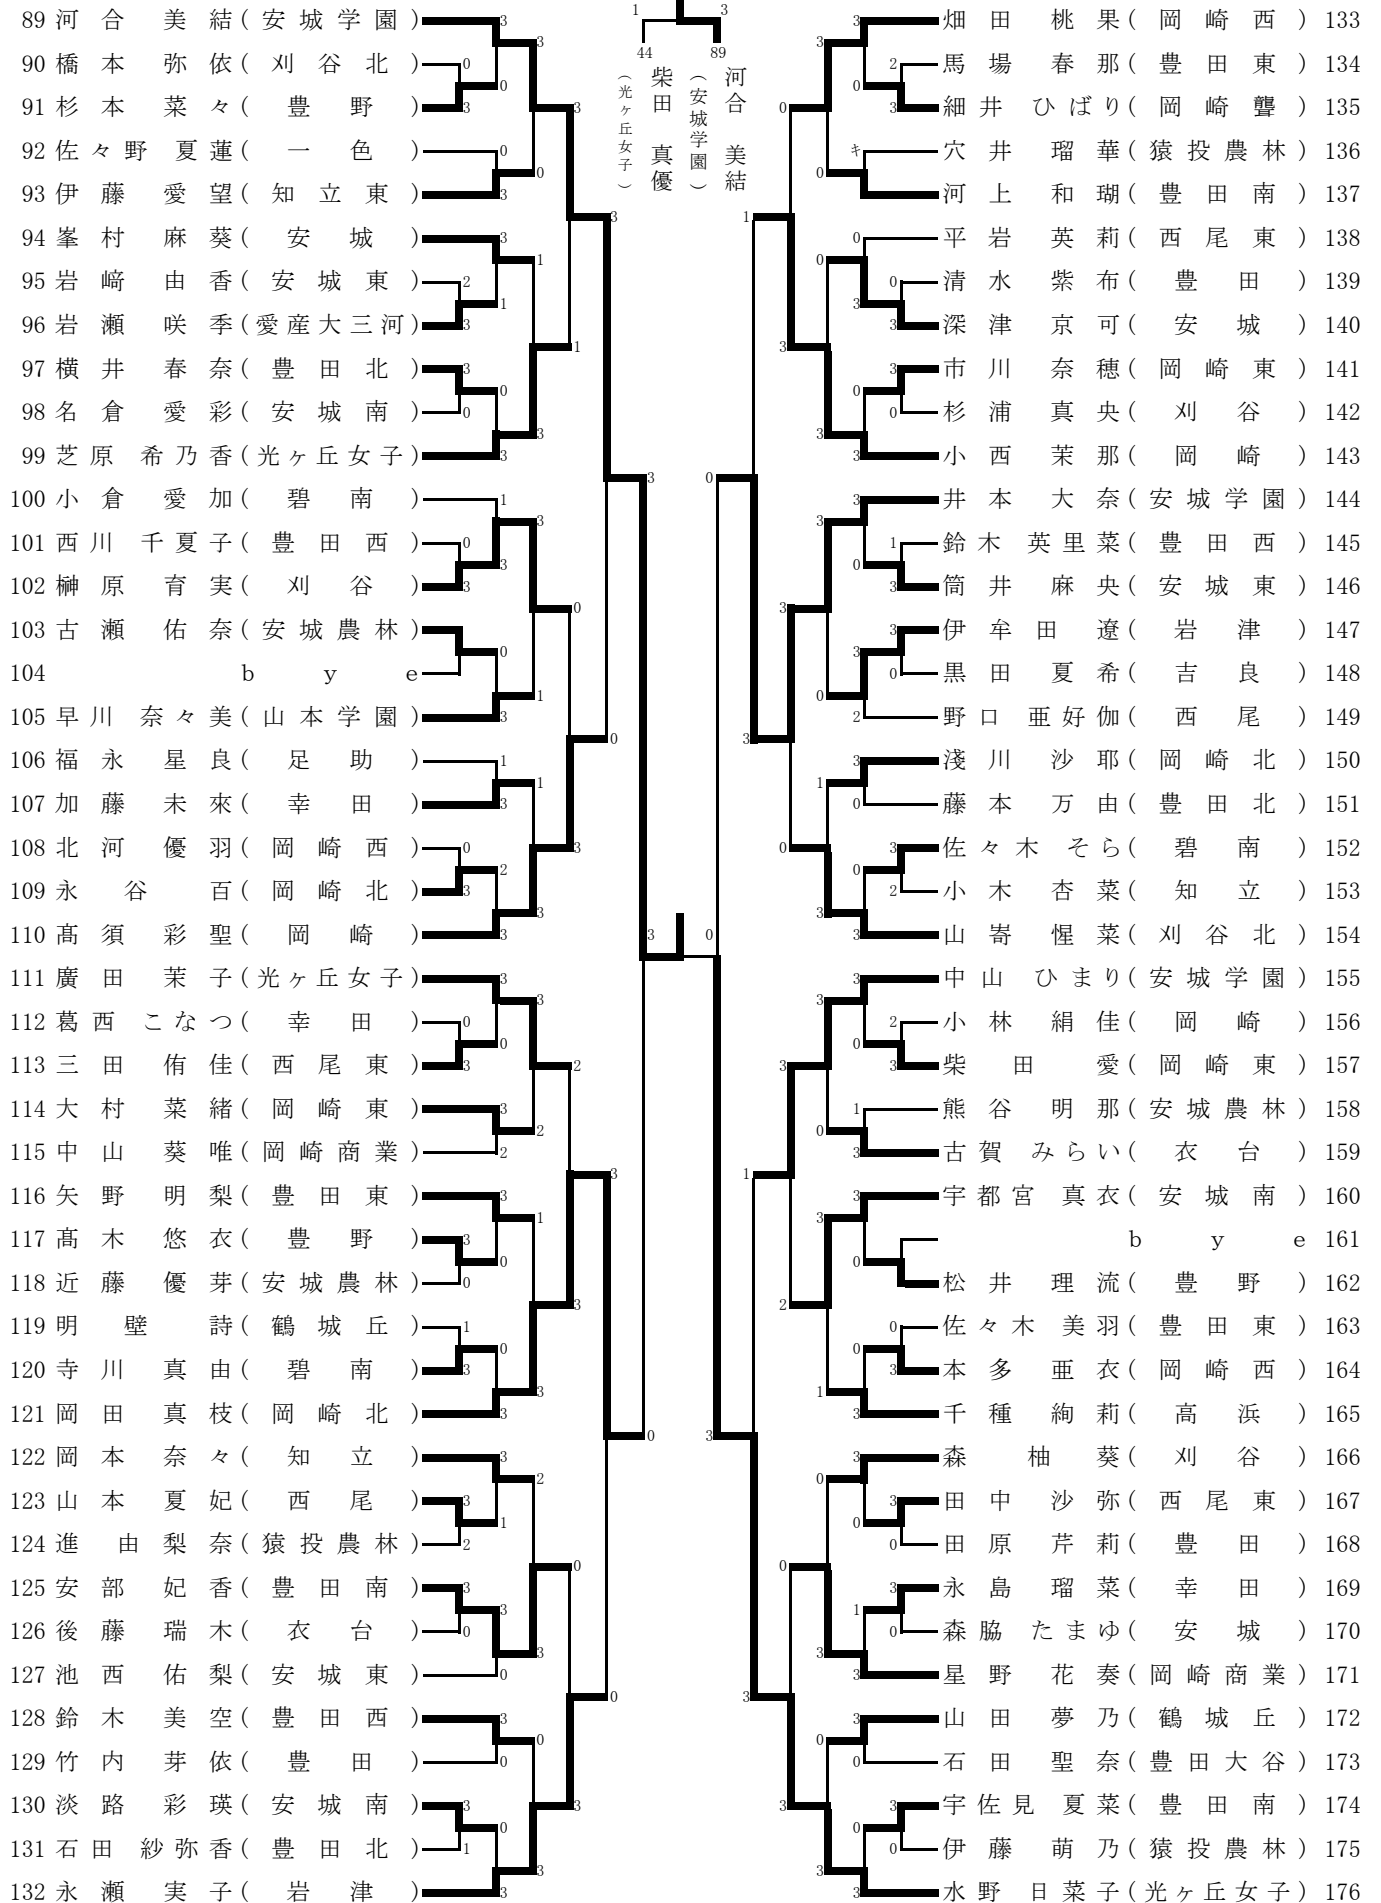 1 3
44 89
柴田 真優 (光ヶ丘女子)
河合 美結 (安城学園)
89 河合 美結 (安城学園)
90 橋本 弥依 (刈谷北)
91 杉本 菜々 (豊野)
92 佐々野 夏蓮 (一色)
93 伊藤 愛望 (知立東)
94 峯村 麻葵 (安城)
95 岩﨑 由香 (安城東)
96 岩瀬 咲季 (愛産大三河)
97 横井 春奈 (豊田北)
98 名倉 愛彩 (安城南)
99 芝原 希乃香 (光ヶ丘女子)
100 小倉 愛加 (碧南)
101 西川 千夏子 (豊田西)
102 榊原 育実 (刈谷)
103 古瀬 佑奈 (安城農林)
104 bye
105 早川 奈々美 (山本学園)
106 福永 星良 (足助)
107 加藤 未來 (幸田)
108 北河 優羽 (岡崎西)
109 永谷 百 (岡崎北)
110 髙須 彩聖 (岡崎)
111 廣田 茉子 (光ヶ丘女子)
112 葛西 こなつ (幸田)
113 三田 侑佳 (西尾東)
114 大村 菜緒 (岡崎東)
115 中山 葵唯 (岡崎商業)
116 矢野 明梨 (豊田東)
117 髙木 悠衣 (豊野)
118 近藤 優芽 (安城農林)
119 明壁 詩 (鶴城丘)
120 寺川 真由 (碧南)
121 岡田 真枝 (岡崎北)
122 岡本 奈々 (知立)
123 山本 夏妃 (西尾)
124 進 由梨奈 (猿投農林)
125 安部 妃香 (豊田南)
126 後藤 瑞木 (衣台)
127 池西 佑梨 (安城東)
128 鈴木 美空 (豊田西)
129 竹内 芽依 (豊田)
130 淡路 彩瑛 (安城南)
131 石田 紗弥香 (豊田北)
132 永瀬 実子 (岩津)
3 0
畑田 桃果 (岡崎西) 133
馬場 春那 (豊田東) 134
細井 ひばり (岡崎聾) 135
穴井 瑠華 (猿投農林) 136
河上 和瑚 (豊田南) 137
平岩 英莉 (西尾東) 138
清水 紫布 (豊田) 139
深津 京可 (安城) 140
市川 奈穂 (岡崎東) 141
杉浦 真央 (刈谷) 142
小西 茉那 (岡崎) 143
井本 大奈 (安城学園) 144
鈴木 英里菜 (豊田西) 145
筒井 麻央 (安城東) 146
伊牟田 遼 (岩津) 147
黒田 夏希 (吉良) 148
野口 亜好伽 (西尾) 149
淺川 沙耶 (岡崎北) 150
藤本 万由 (豊田北) 151
佐々木 そら (碧南) 152
小木 杏菜 (知立) 153
山嵜 惺菜 (刈谷北) 154
中山 ひまり (安城学園) 155
小林 絹佳 (岡崎) 156
柴田 愛 (岡崎東) 157
熊谷 明那 (安城農林) 158
古賀 みらい (衣台) 159
宇都宮 真衣 (安城南) 160
bye 161
松井 理流 (豊野) 162
佐々木 美羽 (豊田東) 163
本多 亜衣 (岡崎西) 164
千種 絢莉 (高浜) 165
森 柚葵 (刈谷) 166
田中 沙弥 (西尾東) 167
田原 芹莉 (豊田) 168
永島 瑠菜 (幸田) 169
森脇 たまゆ (安城) 170
星野 花奏 (岡崎商業) 171
山田 夢乃 (鶴城丘) 172
石田 聖奈 (豊田大谷) 173
宇佐見 夏菜 (豊田南) 174
伊藤 萌乃 (猿投農林) 175
水野 日菜子 (光ヶ丘女子) 176